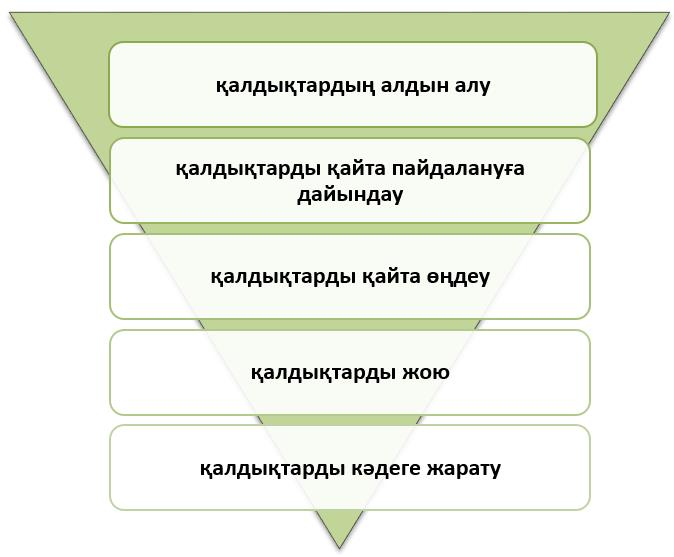 қалдықтардың алдын алу
қалдықтарды қайта пайдалануға
дайындау
қалдықтарды қайта өңдеу
қалдықтарды жою
қалдықтарды кәдеге жарату